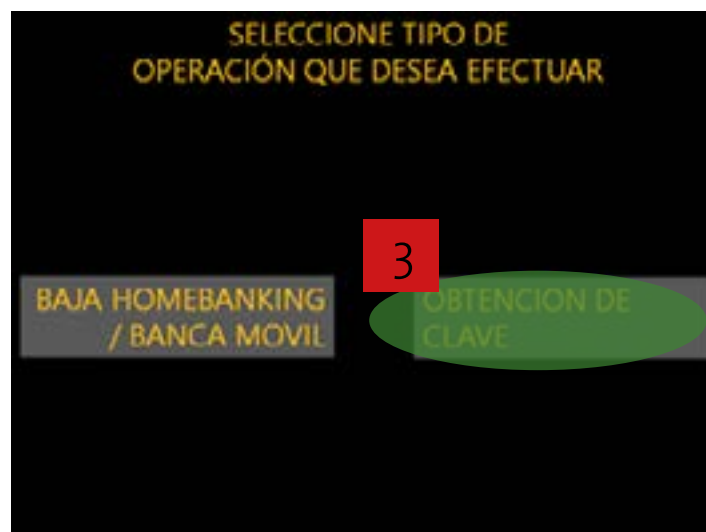 SELECCIONE TIPO DE
OPERACIÓN QUE DESEA EFECTUAR
3
BAJA HOMEBANKING
/ BANCA MOVIL
OBTENCION DE
CLAVE